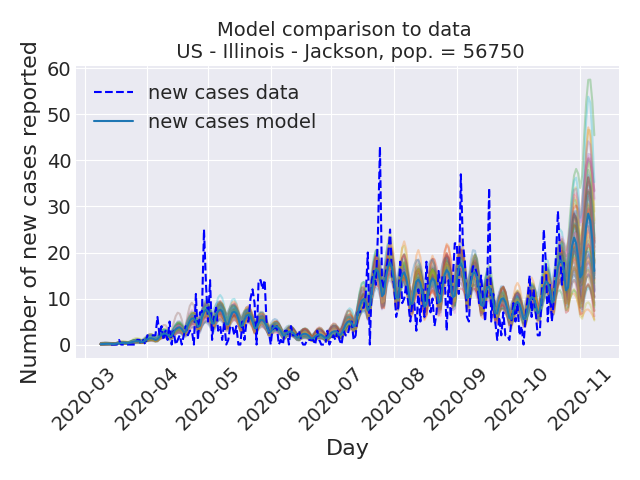 Model comparison to data
US - Illinois - Jackson, pop. = 56750
Number of new cases reported
60
50
40
30
20
10
0
new cases data
new cases model
2020-03
2020-04
2020-05
2020-06
2020-07
2020-08
2020-09
2020-10
2020-11
Day